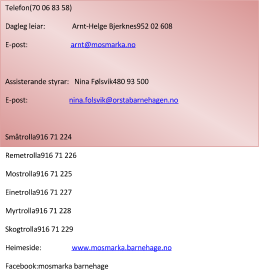 Telefon(70 06 83 58)
Dagleg leiar: Arnt-Helge Bjerknes952 02 608
E-post: arnt@mosmarka.no
Assisterande styrar: Nina Følsvik480 93 500
E-post: nina.folsvik@orstabarnehagen.no
Småtrolla916 71 224
Remetrolla916 71 226
Mostrolla916 71 225
Einetrolla916 71 227
Myrtrolla916 71 228
Skogtrolla916 71 229
Heimeside: www.mosmarka.barnehage.no
Facebook:mosmarka barnehage